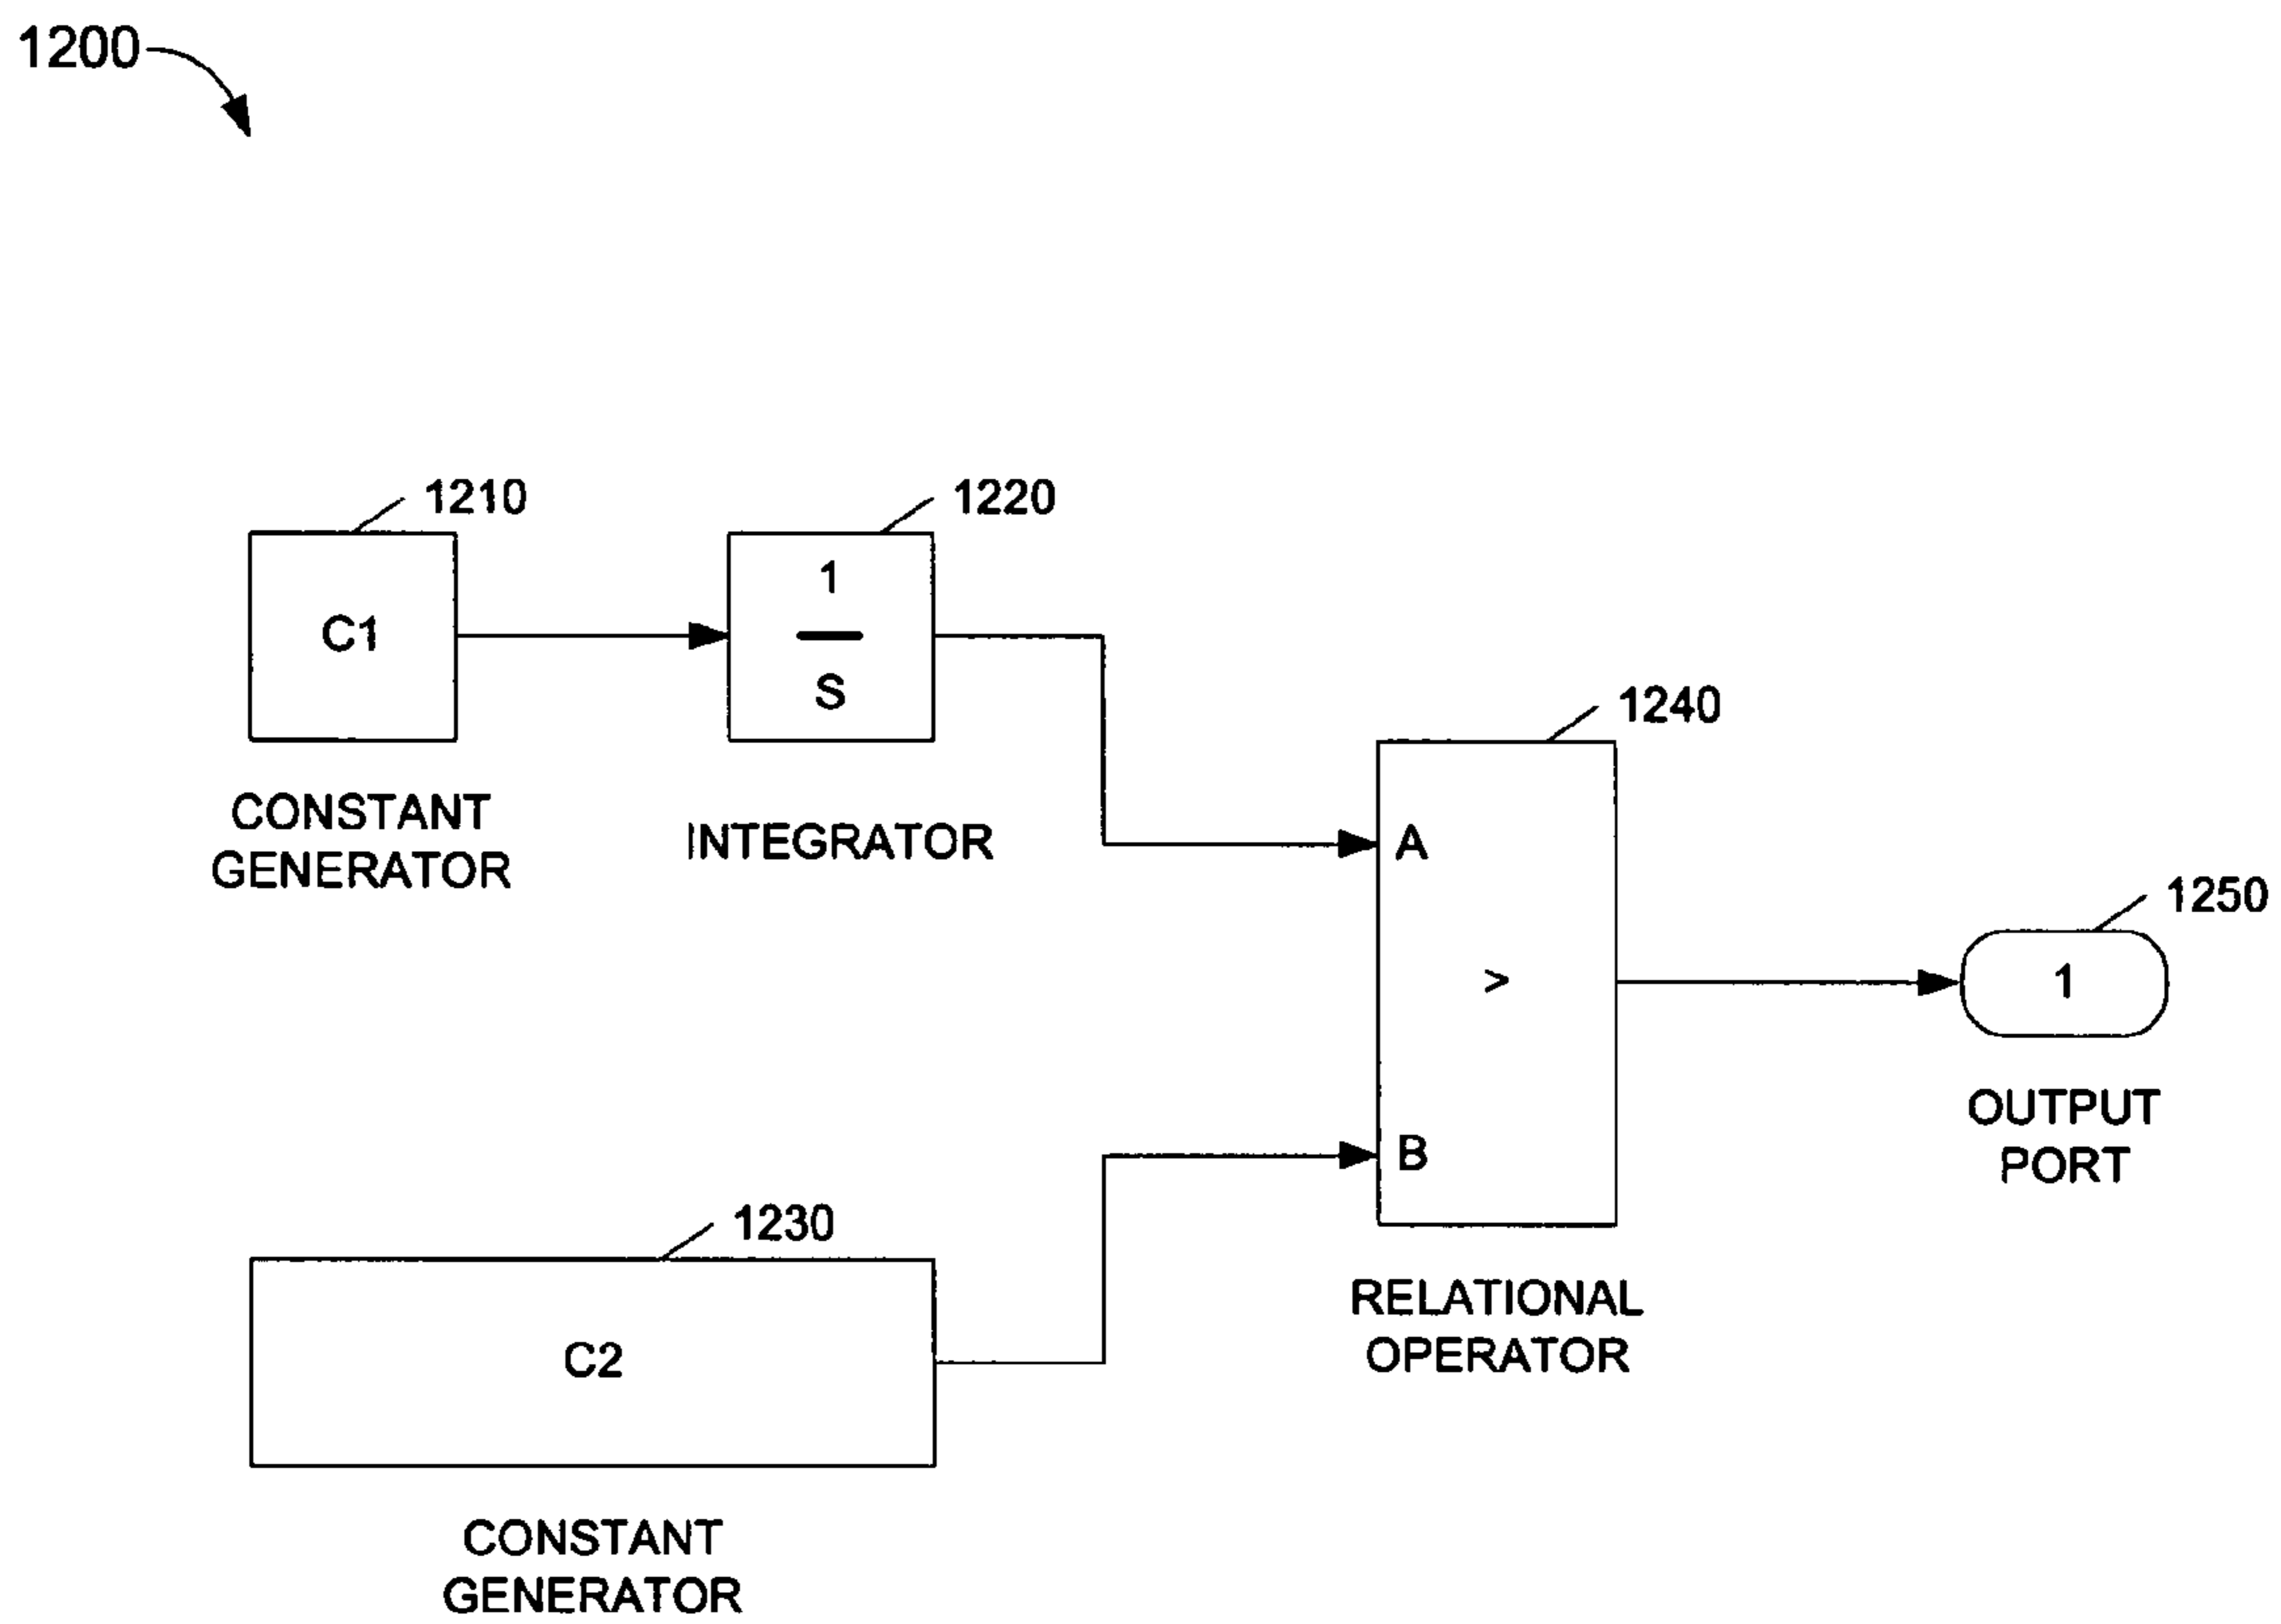 1200
1210
1220
C1
1
S
1240
CONSTANT
GENERATOR
INTEGRATOR
A
1250
>
1
B
OUTPUT
PORT
1230
C2
RELATIONAL
OPERATOR
CONSTANT
GENERATOR